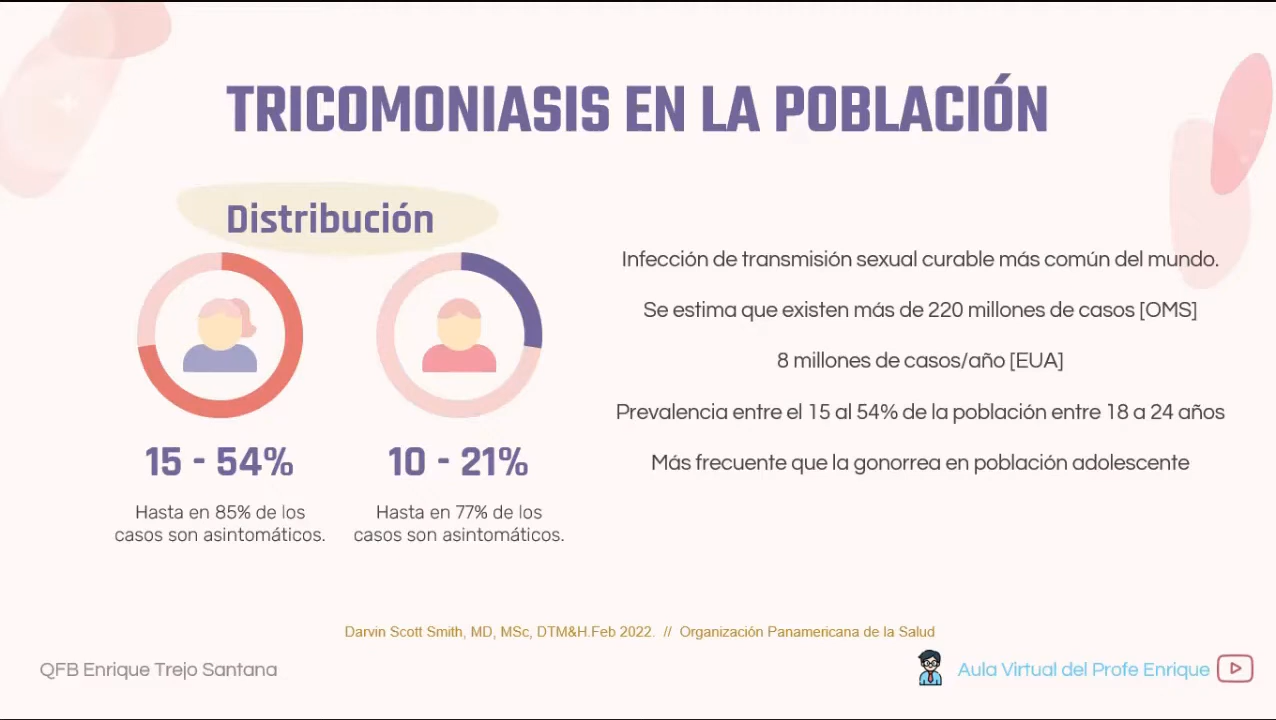 TRICOMONIASIS EN LA POBLACIÓN
Distribución
15 - 54%
Hasta en 85% de los
casos son asintomáticos.
10 - 21%
Hasta en 77% de los
casos son asintomáticos.
Infección de transmisión sexual curable más común del mundo.
Se estima que existen más de 220 millones de casos [OMS]
8 millones de casos/año [EUA]
Prevalencia entre el 15 al 54% de la población entre 18 a 24 años
Más frecuente que la gonorrea en población adolescente
Darvin Scott Smith, MD, MSc, DTM&H.Feb 2022. // Organización Panamericana de la Salud
QFB Enrique Trejo Santana
Aula Virtual del Profe Enrique